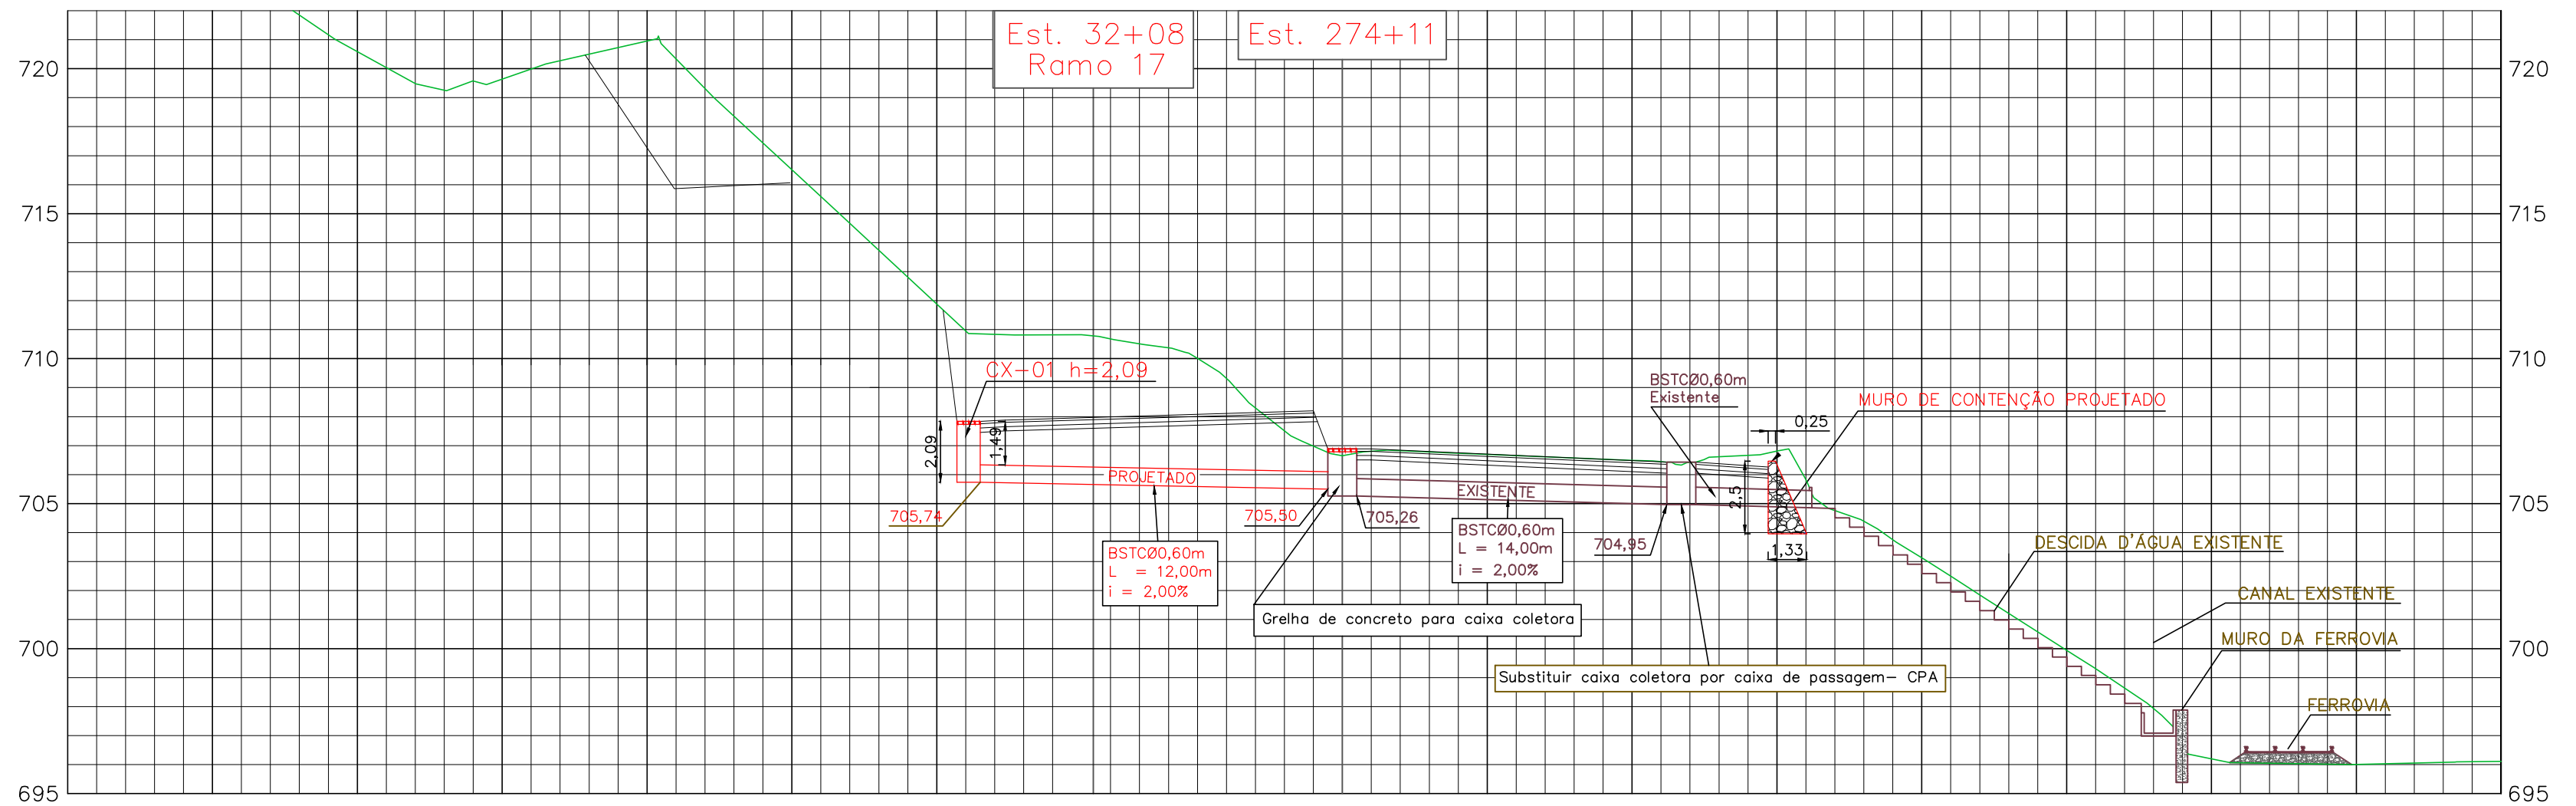 Est. 32+08
Ramo 17
Est. 274+11
720
720
715
715
710
710
CX-01 h=2,09
BSTCØ0,60m
Existente
MURO DE CONTENÇÃO PROJETADO
0,25
2,09
1,49
PROJETADO
EXISTENTE
2,5
705
705
705,74
705,50
705,26
704,95
1,33
BSTCØ0,60m
L = 12,00m
i = 2,00%
BSTCØ0,60m
L = 14,00m
i = 2,00%
DESCIDA D'ÁGUA EXISTENTE
CANAL EXISTENTE
Grelha de concreto para caixa coletora
MURO DA FERROVIA
700
700
Substituir caixa coletora por caixa de passagem- CPA
FERROVIA
695
695